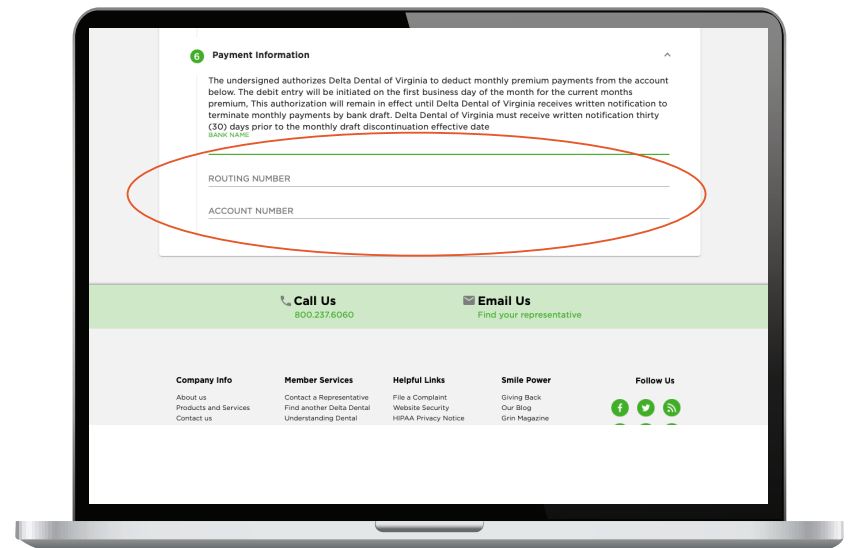 6 Payment Information
The undersigned authorizes Delta Dental of Virginia to deduct monthly premium payments from the account
below. The debit entry will be initiated on the first business day of the month for the current months
premium, This authorization will remain in effect until Delta Dental of Virginia receives written notification to
terminate monthly payments by bank draft. Delta Dental of Virginia must receive written notification thirty
(30) days prior to the monthly draft discontinuation effective date
BANK NAME
ROUTING NUMBER
ACCOUNT NUMBER
Call Us
800.237.6060
Email Us
Find your representative
Company Info
About us
Products and Services
Contact us
Member Services
Contact a Representative
Find another Delta Dental
Understanding Dental
Helpful Links
File a Complaint
Website Security
HIPAA Privacy Notice
Smile Power
Giving Back
Our Blog
Grin Magazine
Follow Us